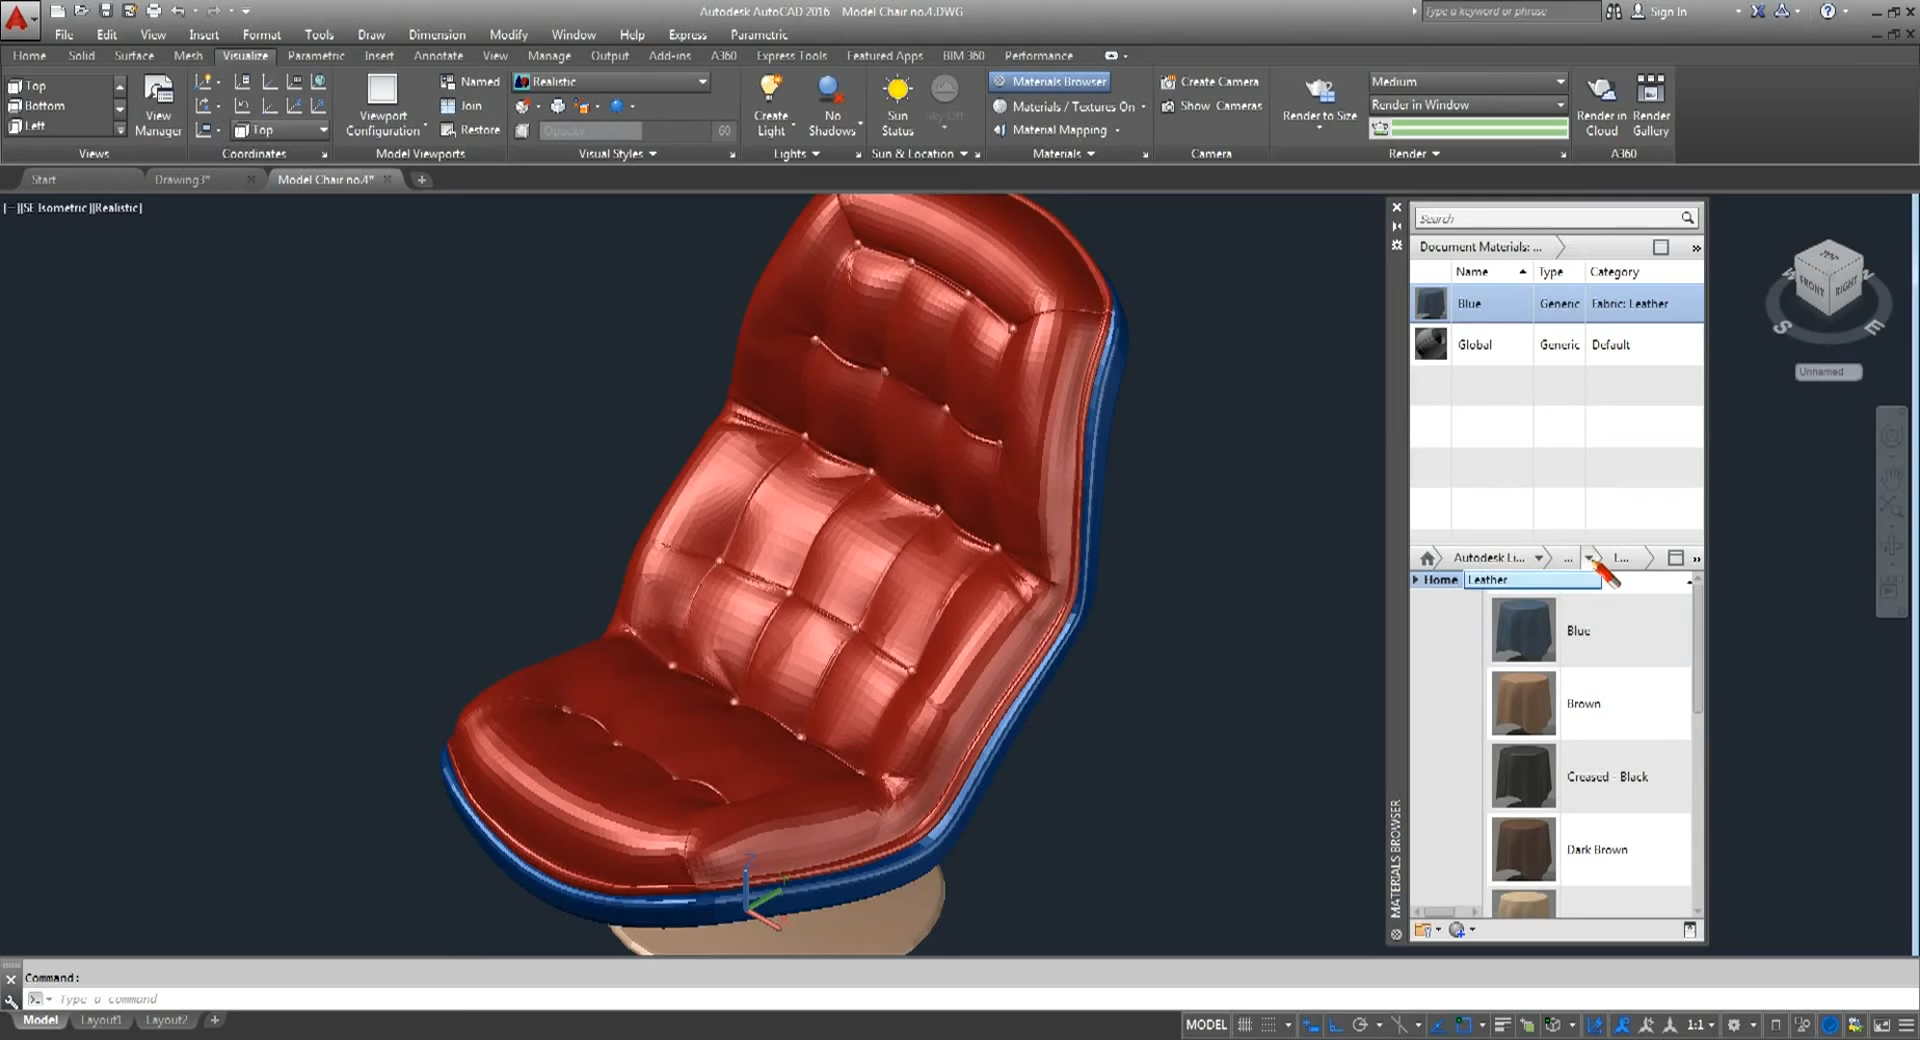 Autodesk AutoCAD 2016 Model Chair no.4.DWG
Type a keyword or phrase
Sign In
File Edit View Insert Format Tools Draw Dimension Modify Window Help Express Parametric
Home Solid Surface Mesh Visualize Parametric Insert Annotate View Manage Output Add-ins A360 Express Tools Featured Apps BIM 360 Performance
Top
Bottom
Left
View Manager
Views
Top
Coordinates
Viewport Configuration
Named
Join
Restore
Model Viewports
Realistic
Opacity 60
Visual Styles
Create Light
No Shadows
Lights
Sun Status
Sky Off
Sun & Location
Materials Browser
Materials / Textures On
Material Mapping
Materials
Create Camera
Show Cameras
Camera
Render to Size
Medium
Render in Window
Render
Render in Cloud
Render Gallery
A360
Start Drawing3* Model Chair no.4*
[−][SE Isometric][Realistic]
Search
Document Materials: ...
Name Type Category
Blue Generic Fabric: Leather
Global Generic Default
Autodesk Li... ... L...
Home Leather
Blue
Brown
Creased - Black
Dark Brown
MATERIALS BROWSER
TOP
FRONT RIGHT
W N
S E
Unnamed
Z
Command:
Type a command
Model Layout1 Layout2
MODEL 1:1